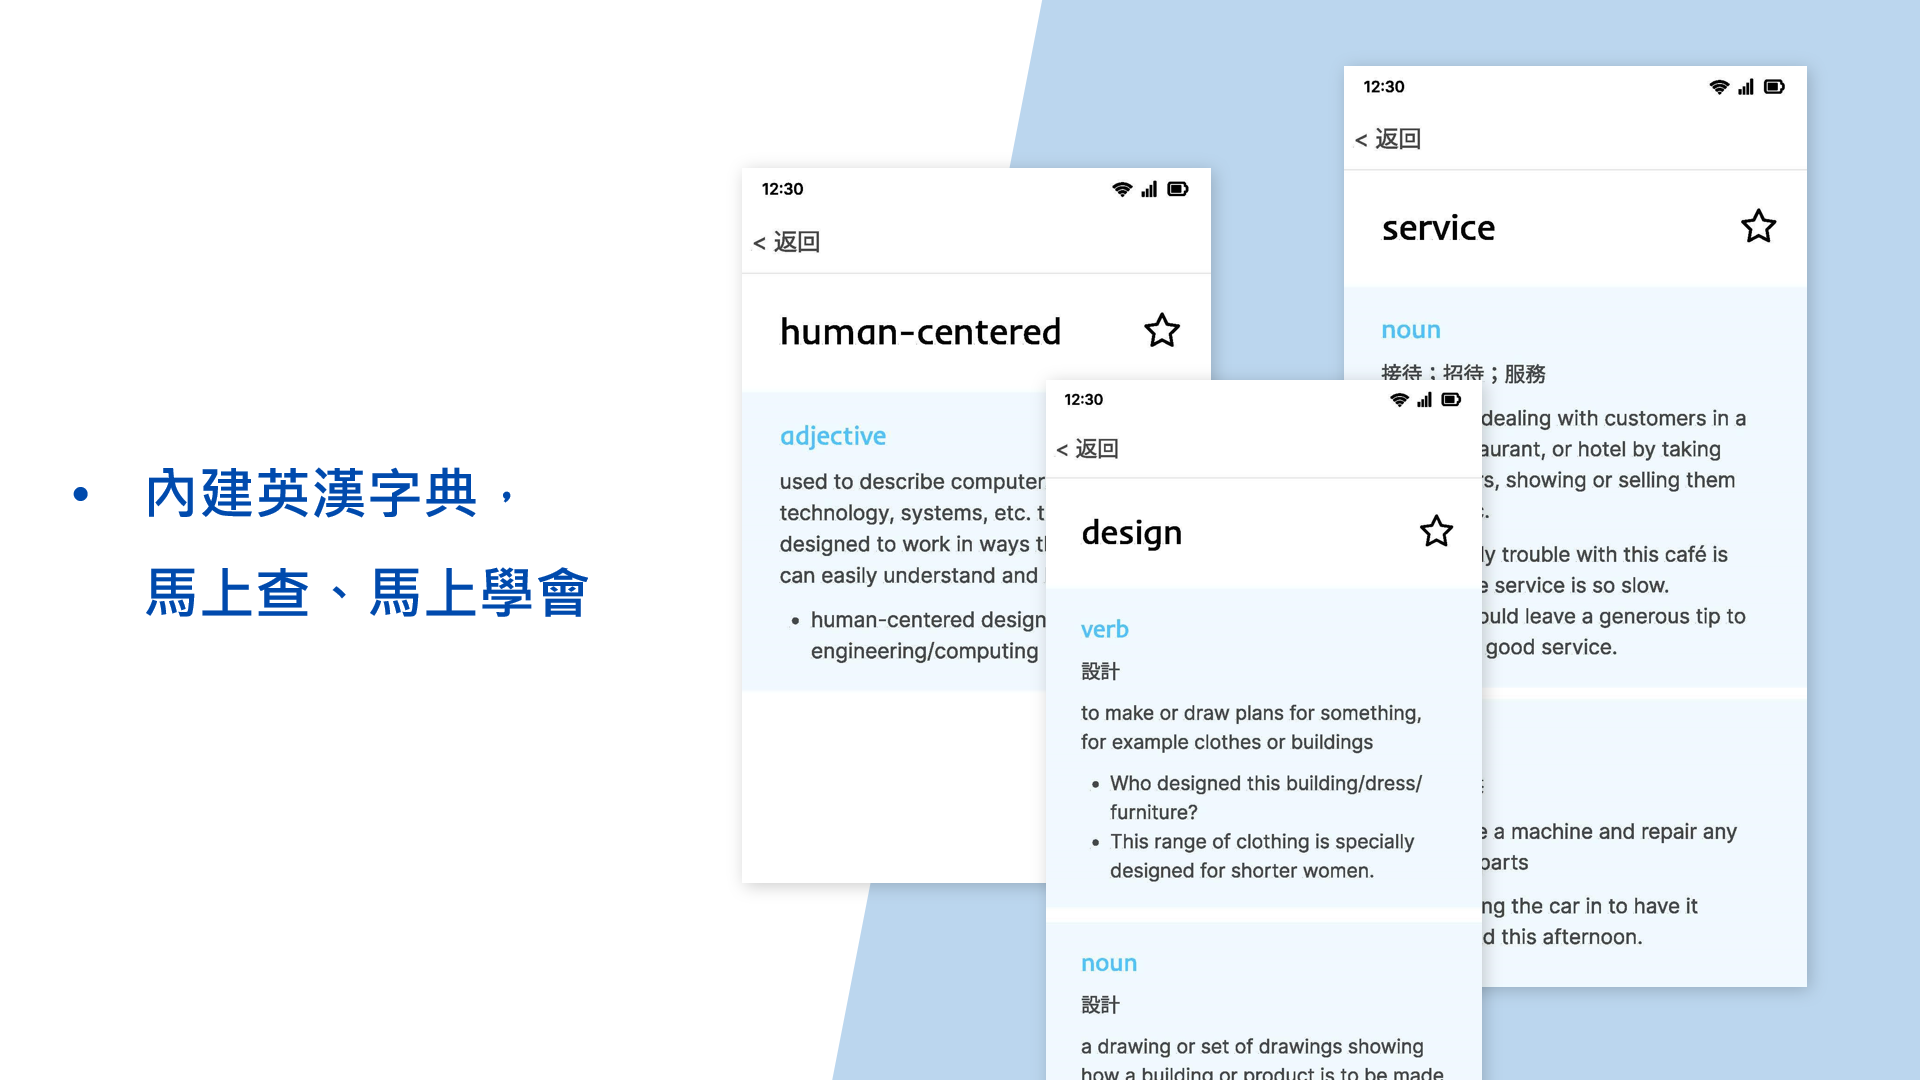 • 內建英漢字典，
馬上查、馬上學會
12:30
< 返回
human-centered
adjective
used to describe computer
technology, systems, etc.
designed to work in ways
can easily understand and
• human-centered design
engineering/computing
12:30
< 返回
design
verb
設計
to make or draw plans for something,
for example clothes or buildings
• Who designed this building/dress/
furniture?
• This range of clothing is specially
designed for shorter women.
noun
設計
a drawing or set of drawings showing
how a building or product is to be made
12:30
< 返回
service
noun
接待；招待；服務
dealing with customers in a
or hotel by taking
showing or selling them
trouble with this café is
service is so slow.
leave a generous tip to
good service.
a machine and repair any
parts
the car in to have it
this afternoon.